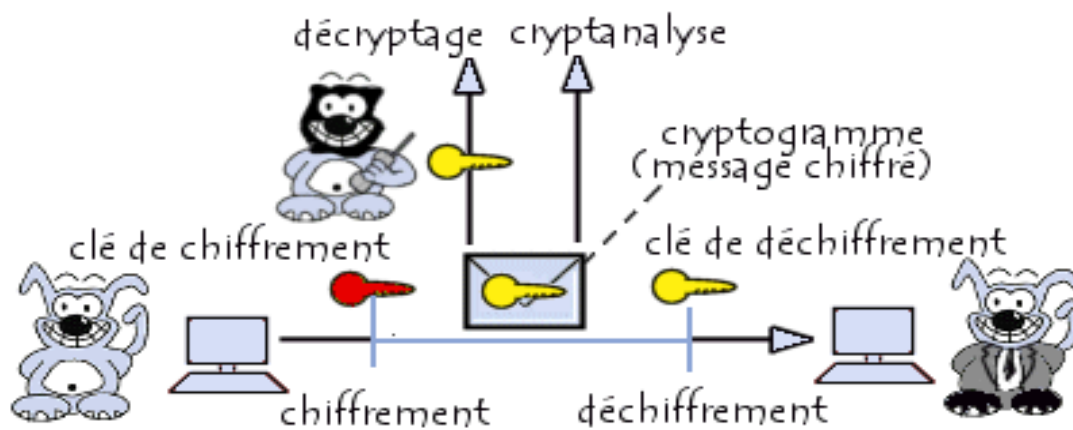 décryptage cryptanalyse
cryptogramme
(message chiffré)
clé de chiffrement clé de déchiffrement
chiffrement déchiffrement